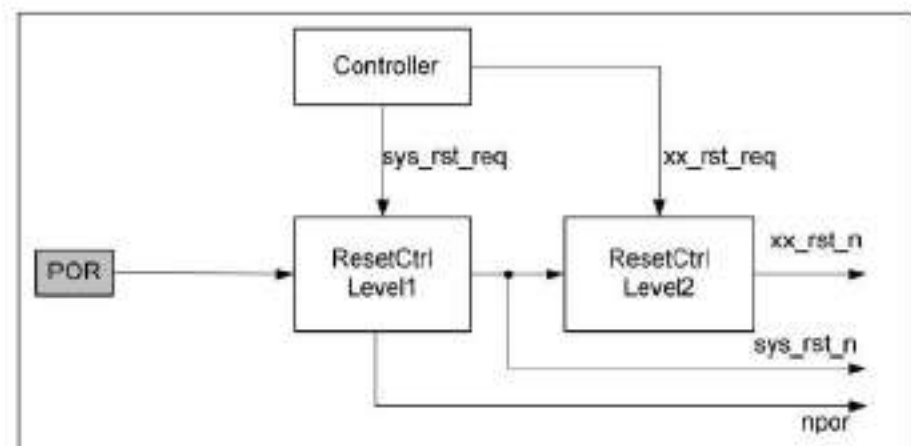 Controller
sys_rst_req
xx_rst_req
POR
ResetCtrl
Level1
ResetCtrl
Level2
xx_rst_n
sys_rst_n
npor